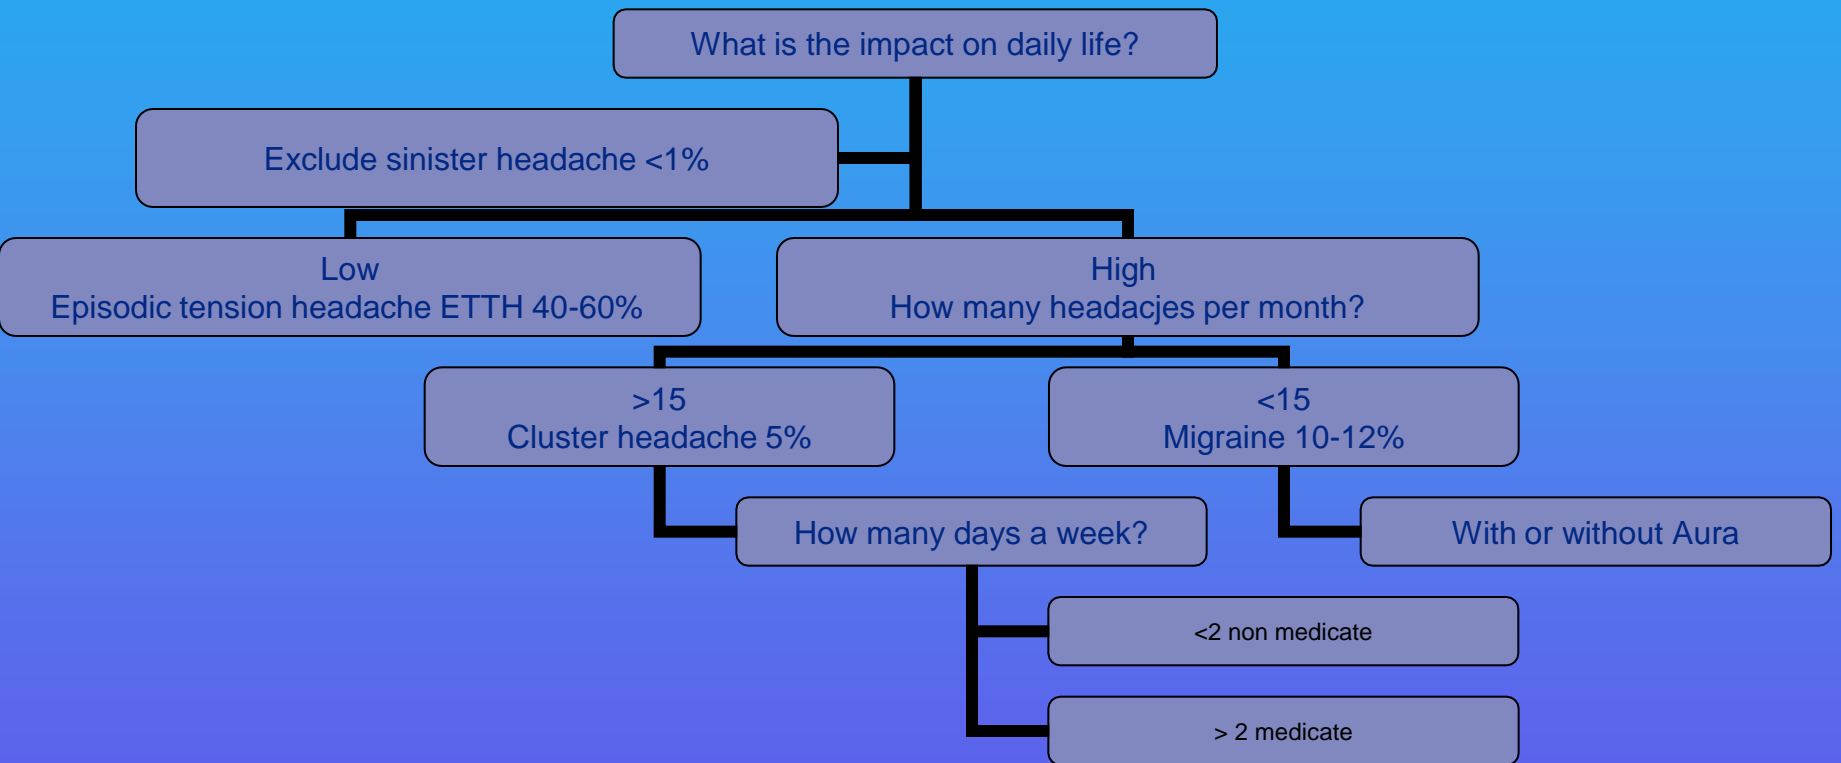 What is the impact on daily life?
Exclude sinister headache <1%
Low
Episodic tension headache ETTH 40-60%
High
How many headacjes per month?
>15
Cluster headache 5%
<15
Migraine 10-12%
How many days a week?
With or without Aura
<2 non medicate
> 2 medicate